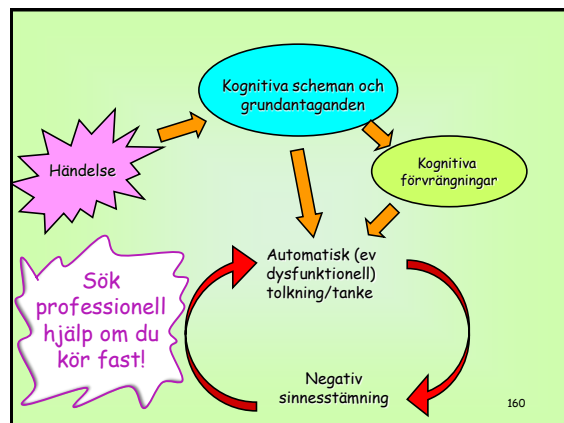 Kognitiva scheman och
grundantaganden
Händelse
Kognitiva
förvrängningar
Automatisk (ev
dysfunktionell)
tolkning/tanke
Sök
professionell
hjälp om du
kör fast!
Negativ
sinnesstämning
160